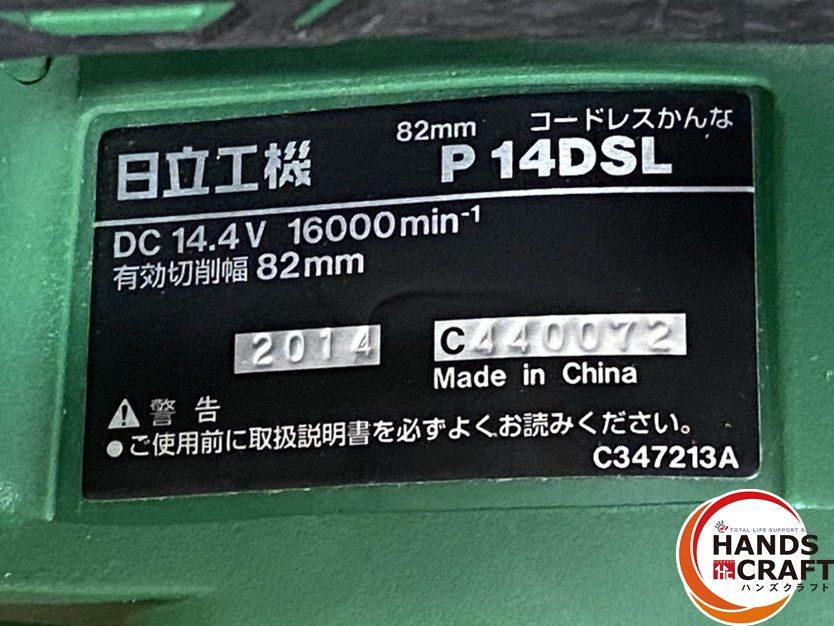 82mm コードレスかんな
日立工機 P 14DSL
DC 14.4V 16000min⁻¹
有効切削幅 82mm
2014 C440072
Made in China
警告
●ご使用前に取扱説明書を必ずよくお読みください。
C347213A
TOTAL LIFE SUPPORT
HANDS
CRAFT
ハンズクラフト